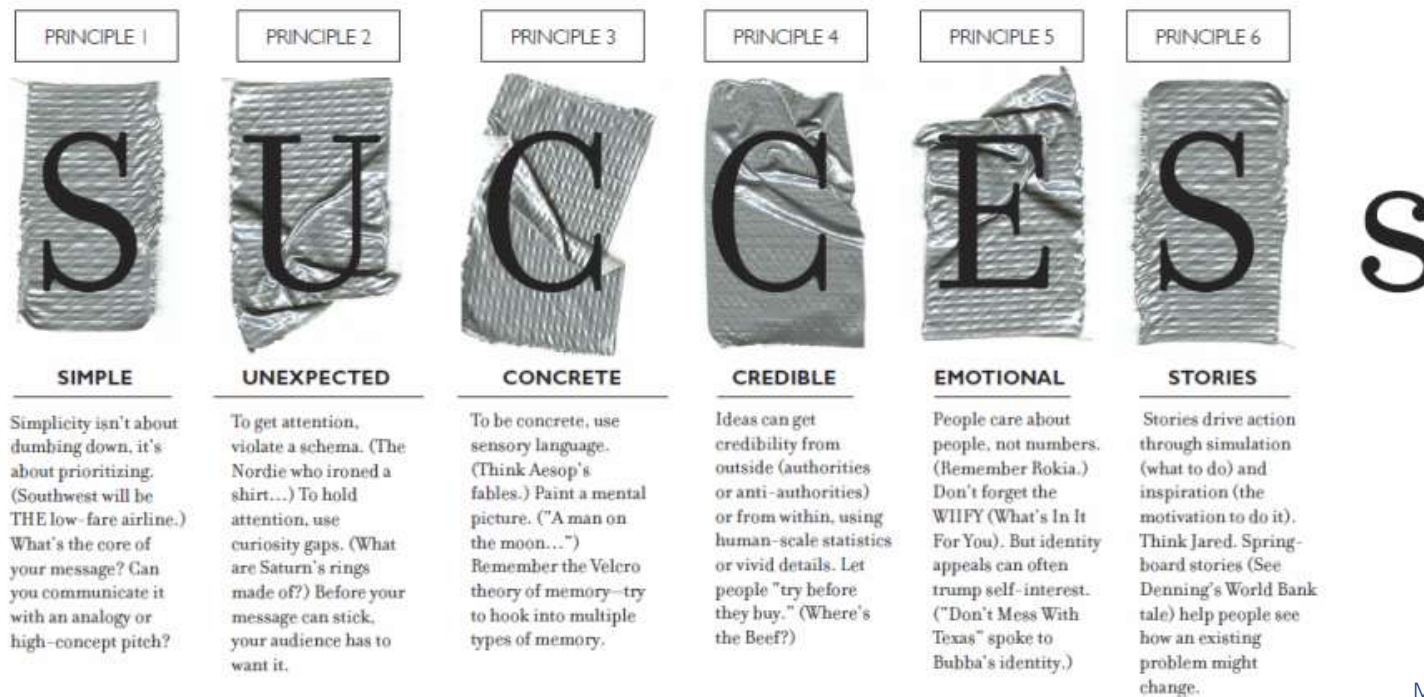 PRINCIPLE 1
PRINCIPLE 2
PRINCIPLE 3
PRINCIPLE 4
PRINCIPLE 5
PRINCIPLE 6
S
U
C
C
E
S
s
SIMPLE
Simplicity isn't about
dumbing down, it's
about prioritizing.
(Southwest will be
THE low-fare airline.)
What's the core of
your message? Can
you communicate it
with an analogy or
high-concept pitch?
UNEXPECTED
To get attention,
violate a schema. (The
Nordie who ironed a
shirt...) To hold
attention, use
curiosity gaps. (What
are Saturn's rings
made of?) Before your
message can stick,
your audience has to
want it.
CONCRETE
To be concrete, use
sensory language.
(Think Aesop's
fables.) Paint a mental
picture. ("A man on
the moon...")
Remember the Velcro
theory of memory—try
to hook into multiple
types of memory.
CREDIBLE
Ideas can get
credibility from
outside (authorities
or anti-authorities)
or from within, using
human-scale statistics
or vivid details. Let
people "try before
they buy." (Where's
the Beef?)
EMOTIONAL
People care about
people, not numbers.
(Remember Rokia.)
Don't forget the
WIIFY (What's In It
For You). But identity
appeals can often
trump self-interest.
("Don't Mess With
Texas" spoke to
Bubba's identity.)
STORIES
Stories drive action
through simulation
(what to do) and
inspiration (the
motivation to do it).
Think Jared. Spring-
board stories (See
Denning's World Bank
tale) help people see
how an existing
problem might
change.